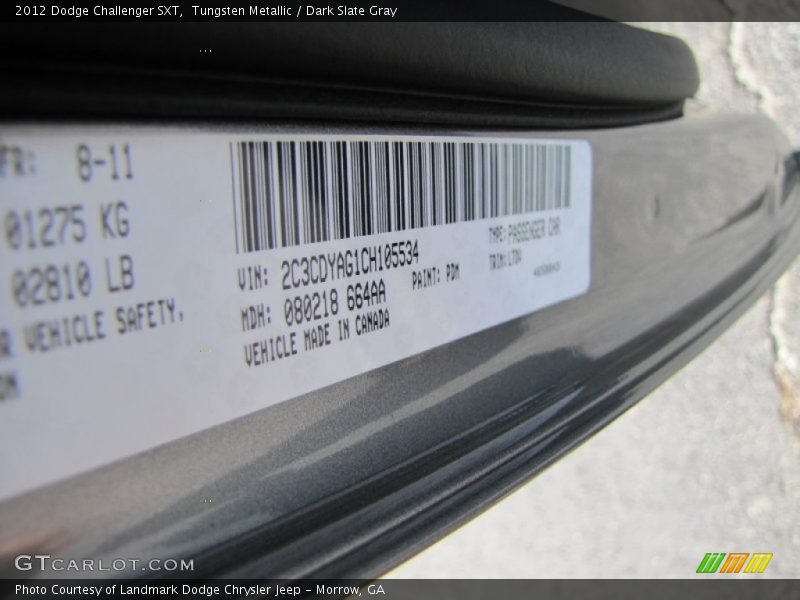 2012 Dodge Challenger SXT,  Tungsten Metallic / Dark Slate Gray
FR: 8-11
01275 KG
02810 LB
VEHICLE SAFETY,
VIN: 2C3CDYAG1CH105534
TYPE: PASSENGER CAR
MDH: 080218 664AA
PAINT: PDM
VEHICLE MADE IN CANADA
GTCARLOT.COM
Photo Courtesy of Landmark Dodge Chrysler Jeep - Morrow, GA